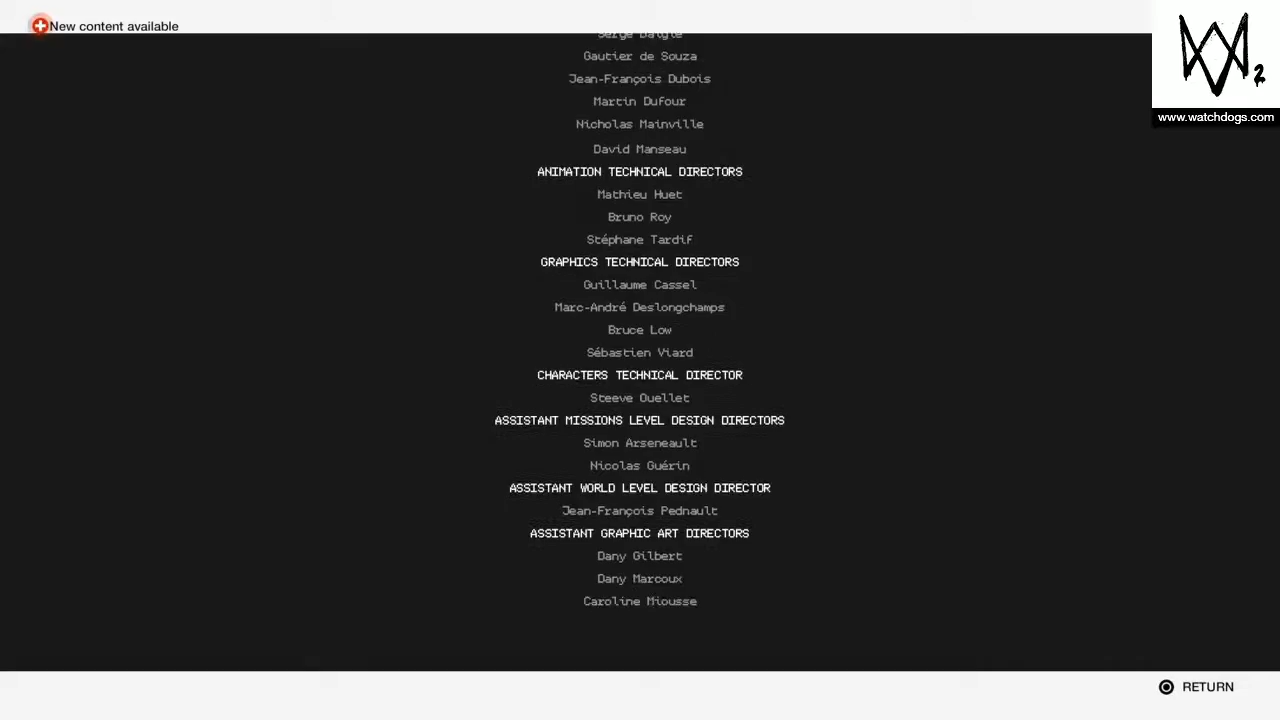 New content available
Gautier de Souza
Jean-François Dubois
Martin Dufour
Nicholas Mainville
David Manseau
ANIMATION TECHNICAL DIRECTORS
Mathieu Huet
Bruno Roy
Stéphane Tardif
GRAPHICS TECHNICAL DIRECTORS
Guillaume Cassel
Marc-André Deslongchamps
Bruce Low
Sébastien Viard
CHARACTERS TECHNICAL DIRECTOR
Steeve Ouellet
ASSISTANT MISSIONS LEVEL DESIGN DIRECTORS
Simon Arseneault
Nicolas Guérin
ASSISTANT WORLD LEVEL DESIGN DIRECTOR
Jean-François Pednault
ASSISTANT GRAPHIC ART DIRECTORS
Dany Gilbert
Dany Marcoux
Caroline Miousse
2
www.watchdogs.com
RETURN